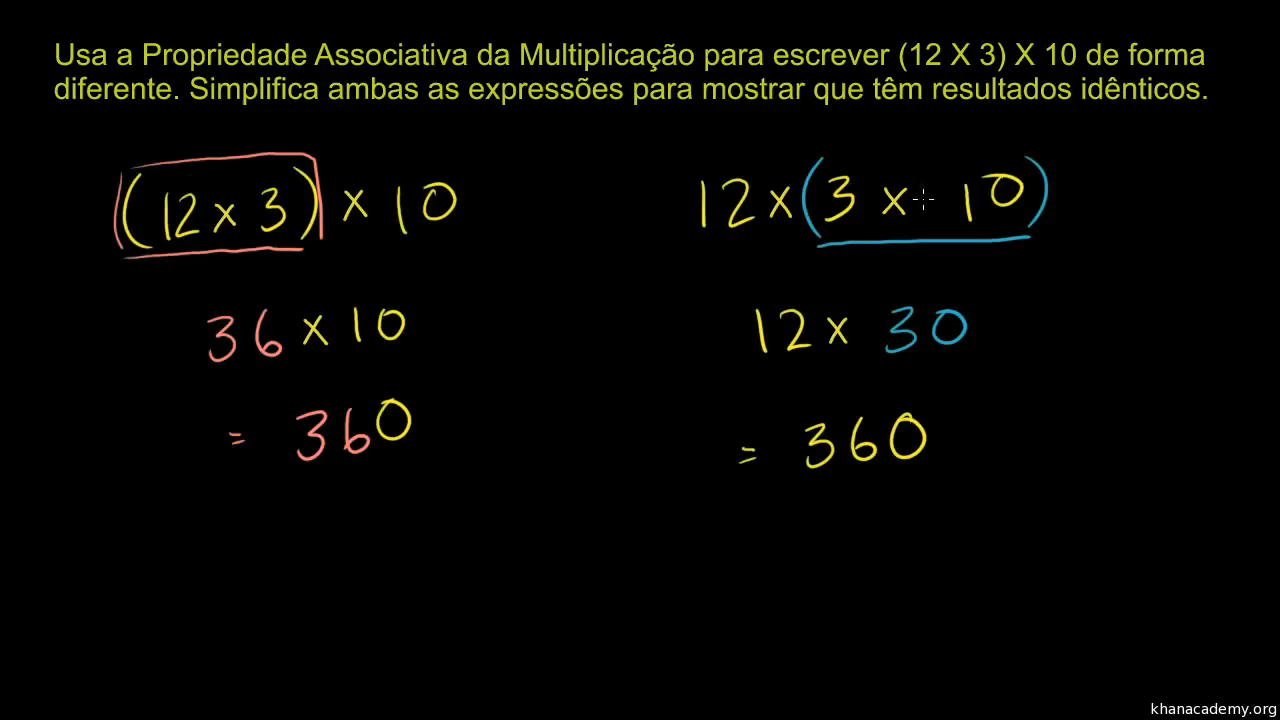 Usa a Propriedade Associativa da Multiplicação para escrever (12 X 3) X 10 de forma
diferente. Simplifica ambas as expressões para mostrar que têm resultados idênticos.
(12 x 3) x 10
12 x (3 x 10)
36 x 10
12 x 30
= 360
= 360
khanacademy.org